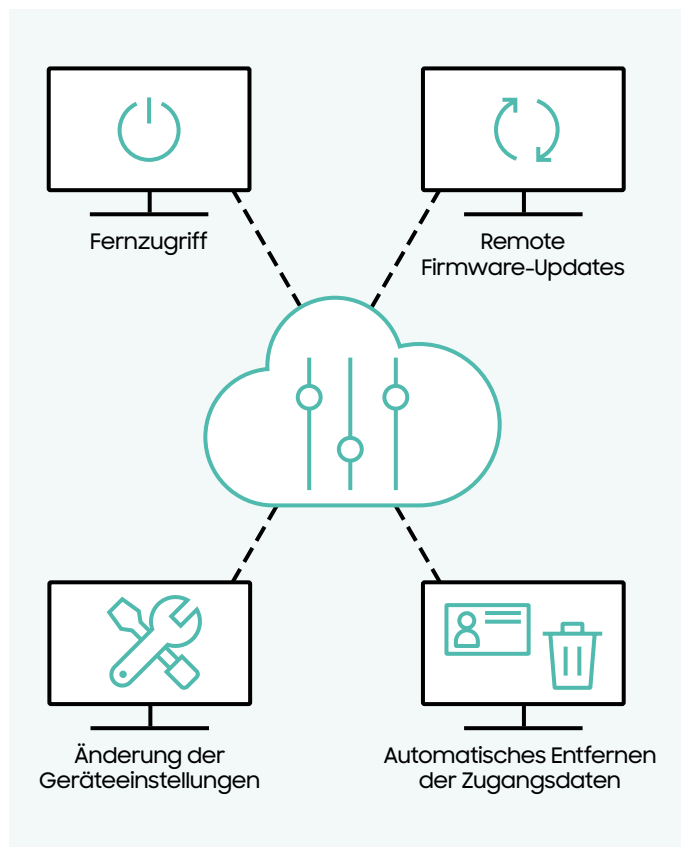 Fernzugriff
Remote
Firmware-Updates
Änderung der
Geräteeinstellungen
Automatisches Entfernen
der Zugangsdaten